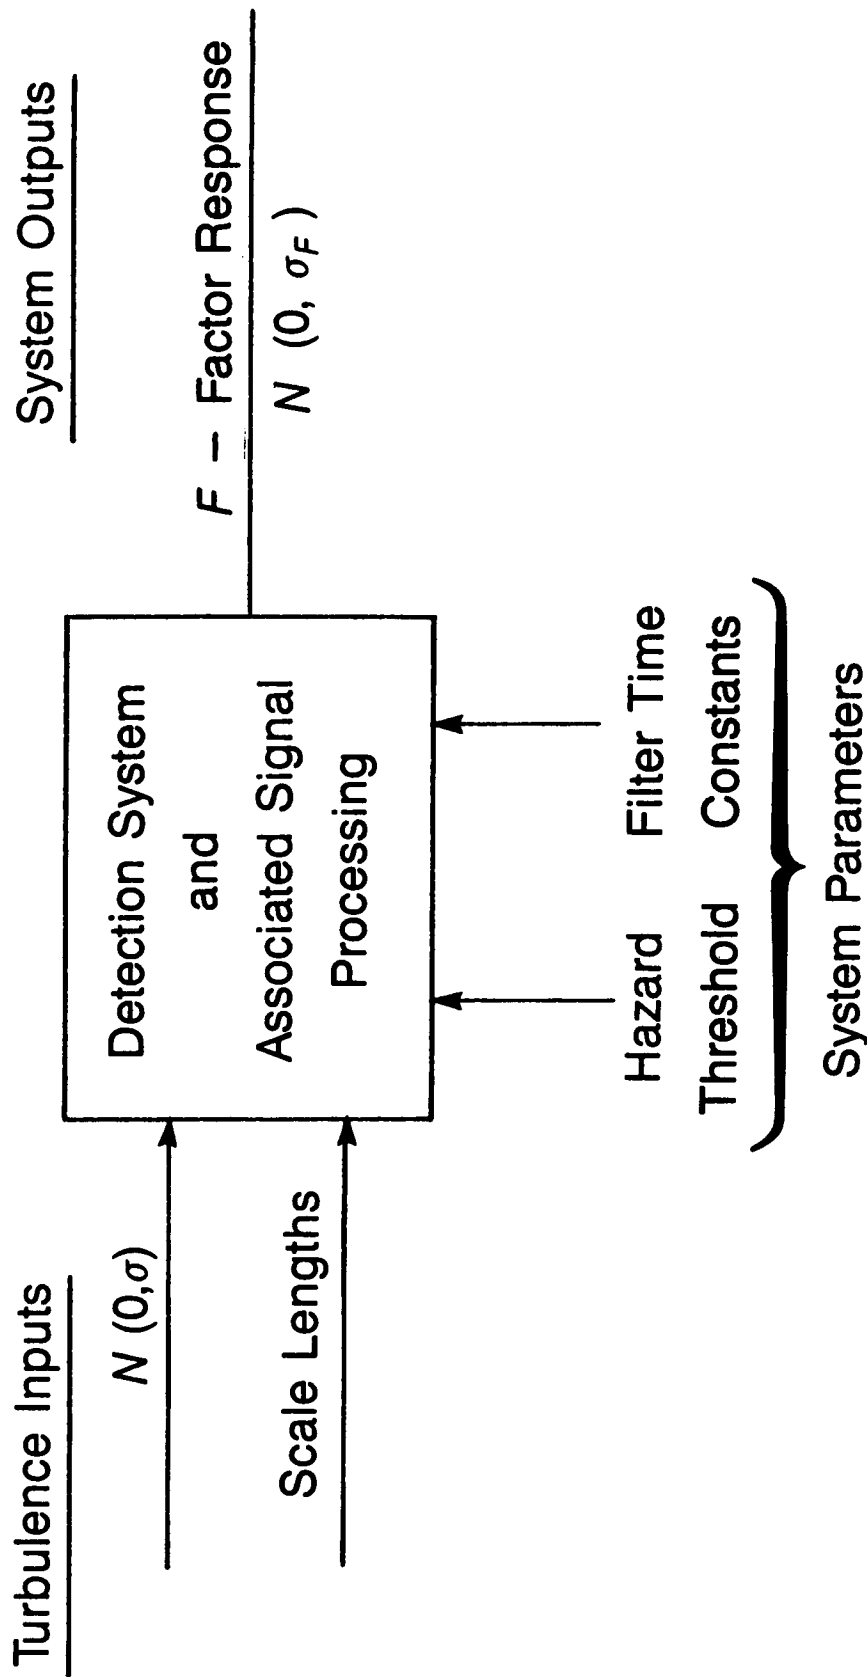 Turbulence Inputs
N (0,σ)
Scale Lengths
Detection System
and
Associated Signal
Processing
System Outputs
F – Factor Response
N (0, σF)
Hazard
Threshold
Filter Time
Constants
System Parameters